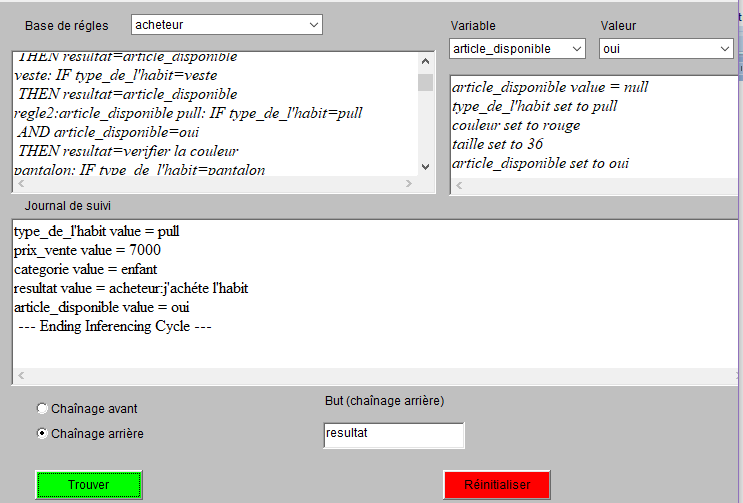 Base de régles
acheteur
Variable
Valeur
article_disponible
oui
THEN resultat=article_disponible
veste: IF type_de_l'habit=veste
THEN resultat=article_disponible
regle2:article_disponible pull: IF type_de_l'habit=pull
AND article_disponible=oui
THEN resultat=verifier la couleur
pantalon: IF type_de_l'habit=pantalon
article_disponible value = null
type_de_l'habit set to pull
couleur set to rouge
taille set to 36
article_disponible set to oui
Journal de suivi
type_de_l'habit value = pull
prix_vente value = 7000
categorie value = enfant
resultat value = acheteur:j'achéte l'habit
article_disponible value = oui
--- Ending Inferencing Cycle ---
Chaînage avant
Chaînage arrière
But (chaînage arrière)
resultat
Trouver
Réinitialiser